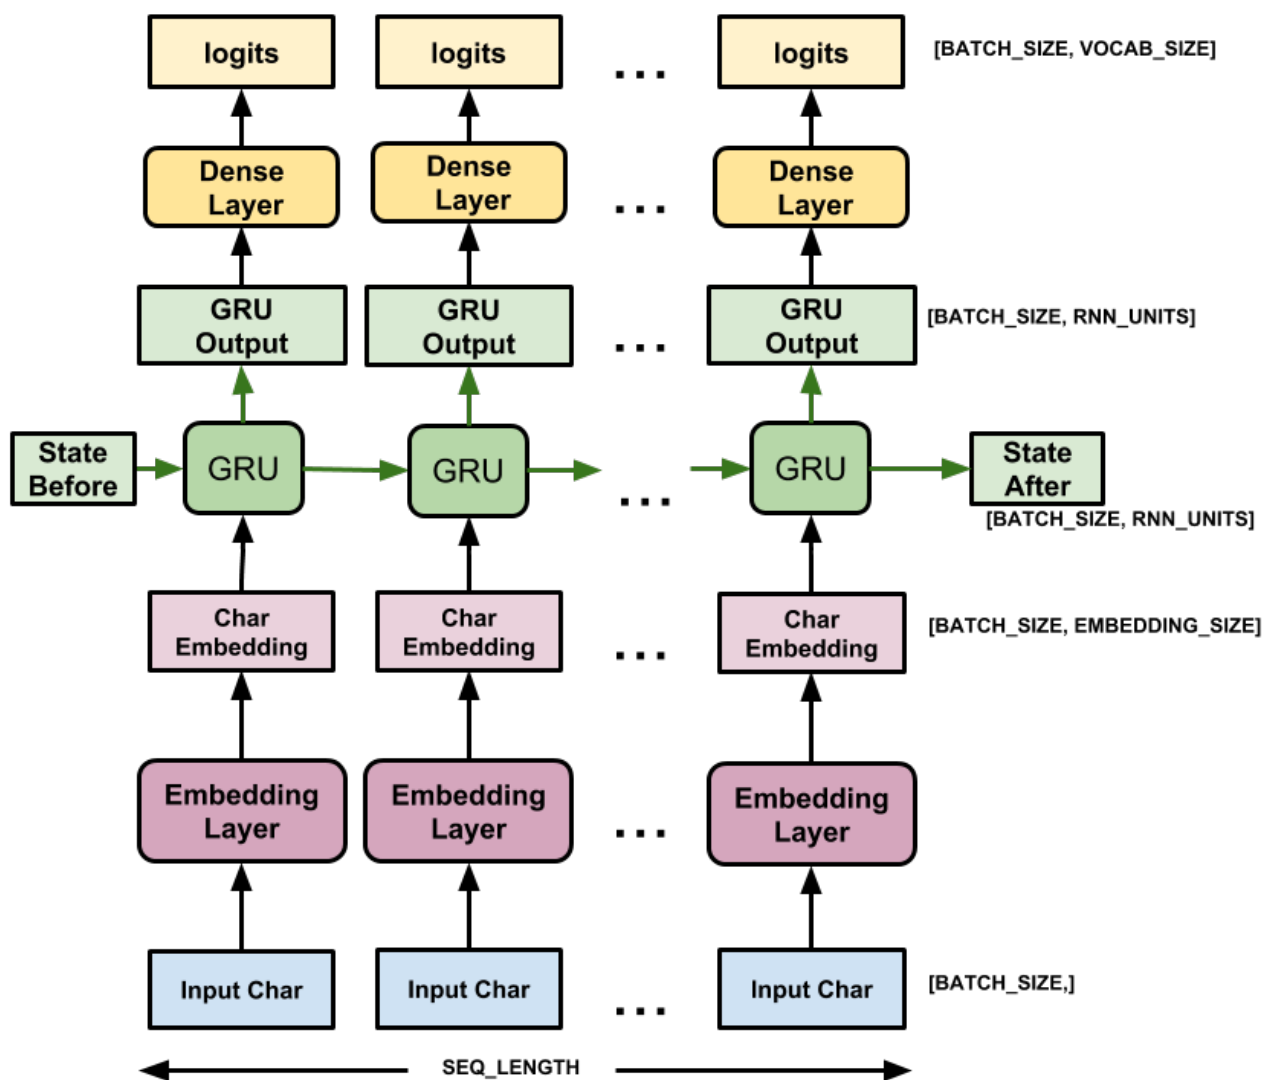 logits
logits
...
logits
[BATCH_SIZE, VOCAB_SIZE]
Dense
Layer
Dense
Layer
...
Dense
Layer
GRU
Output
GRU
Output
...
GRU
Output
[BATCH_SIZE, RNN_UNITS]
State
Before
GRU
GRU
...
GRU
State
After
[BATCH_SIZE, RNN_UNITS]
Char
Embedding
Char
Embedding
...
Char
Embedding
[BATCH_SIZE, EMBEDDING_SIZE]
Embedding
Layer
Embedding
Layer
...
Embedding
Layer
Input Char
Input Char
...
Input Char
[BATCH_SIZE,]
SEQ_LENGTH